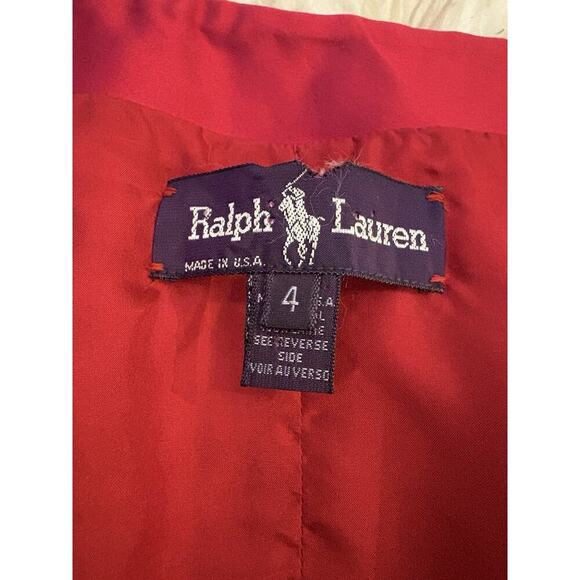 Ralph Lauren
MADE IN U.S.A.
4
SEE REVERSE
SIDE
VOIR AU VERSO